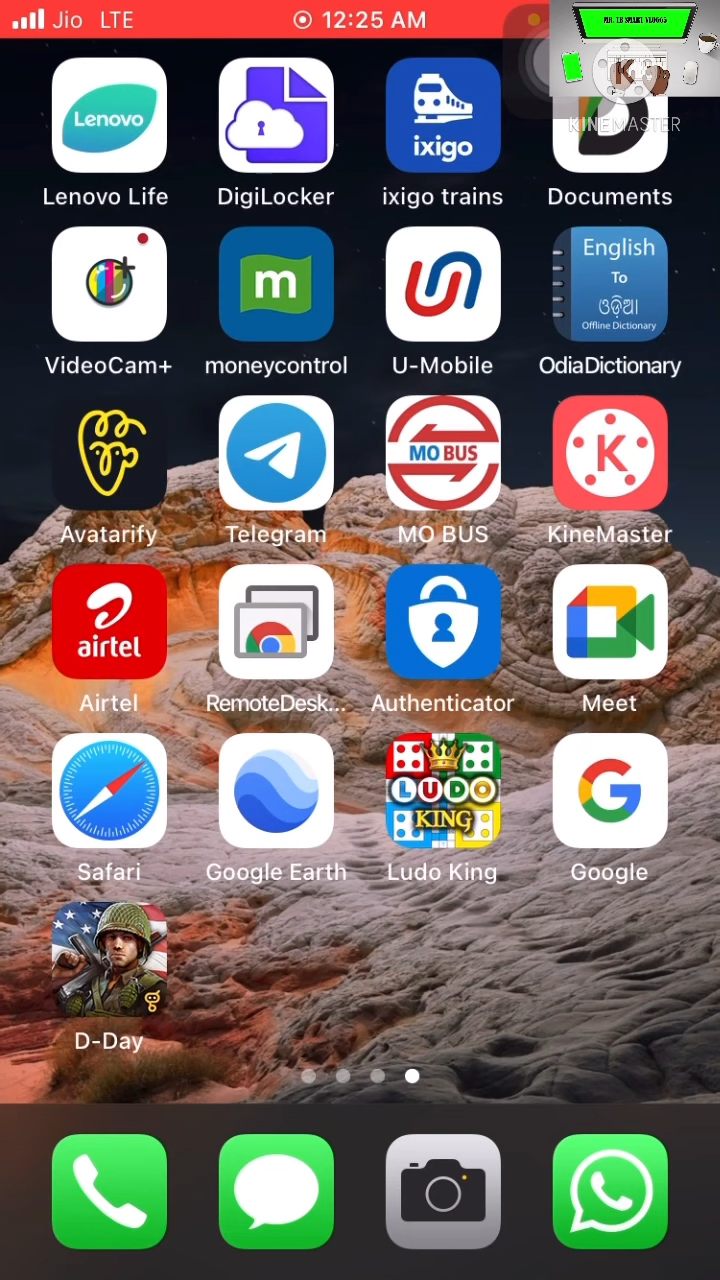 Jio LTE 12:25 AM
KINEMASTER
Lenovo
ixigo
Lenovo Life DigiLocker ixigo trains Documents
m
English
To
ଓଡ଼ିଆ
Offline Dictionary
VideoCam+ moneycontrol U-Mobile OdiaDictionary
MO BUS
K
Avatarify Telegram MO BUS KineMaster
airtel
Airtel RemoteDesk... Authenticator Meet
LUDO
KING
Safari Google Earth Ludo King Google
D-Day